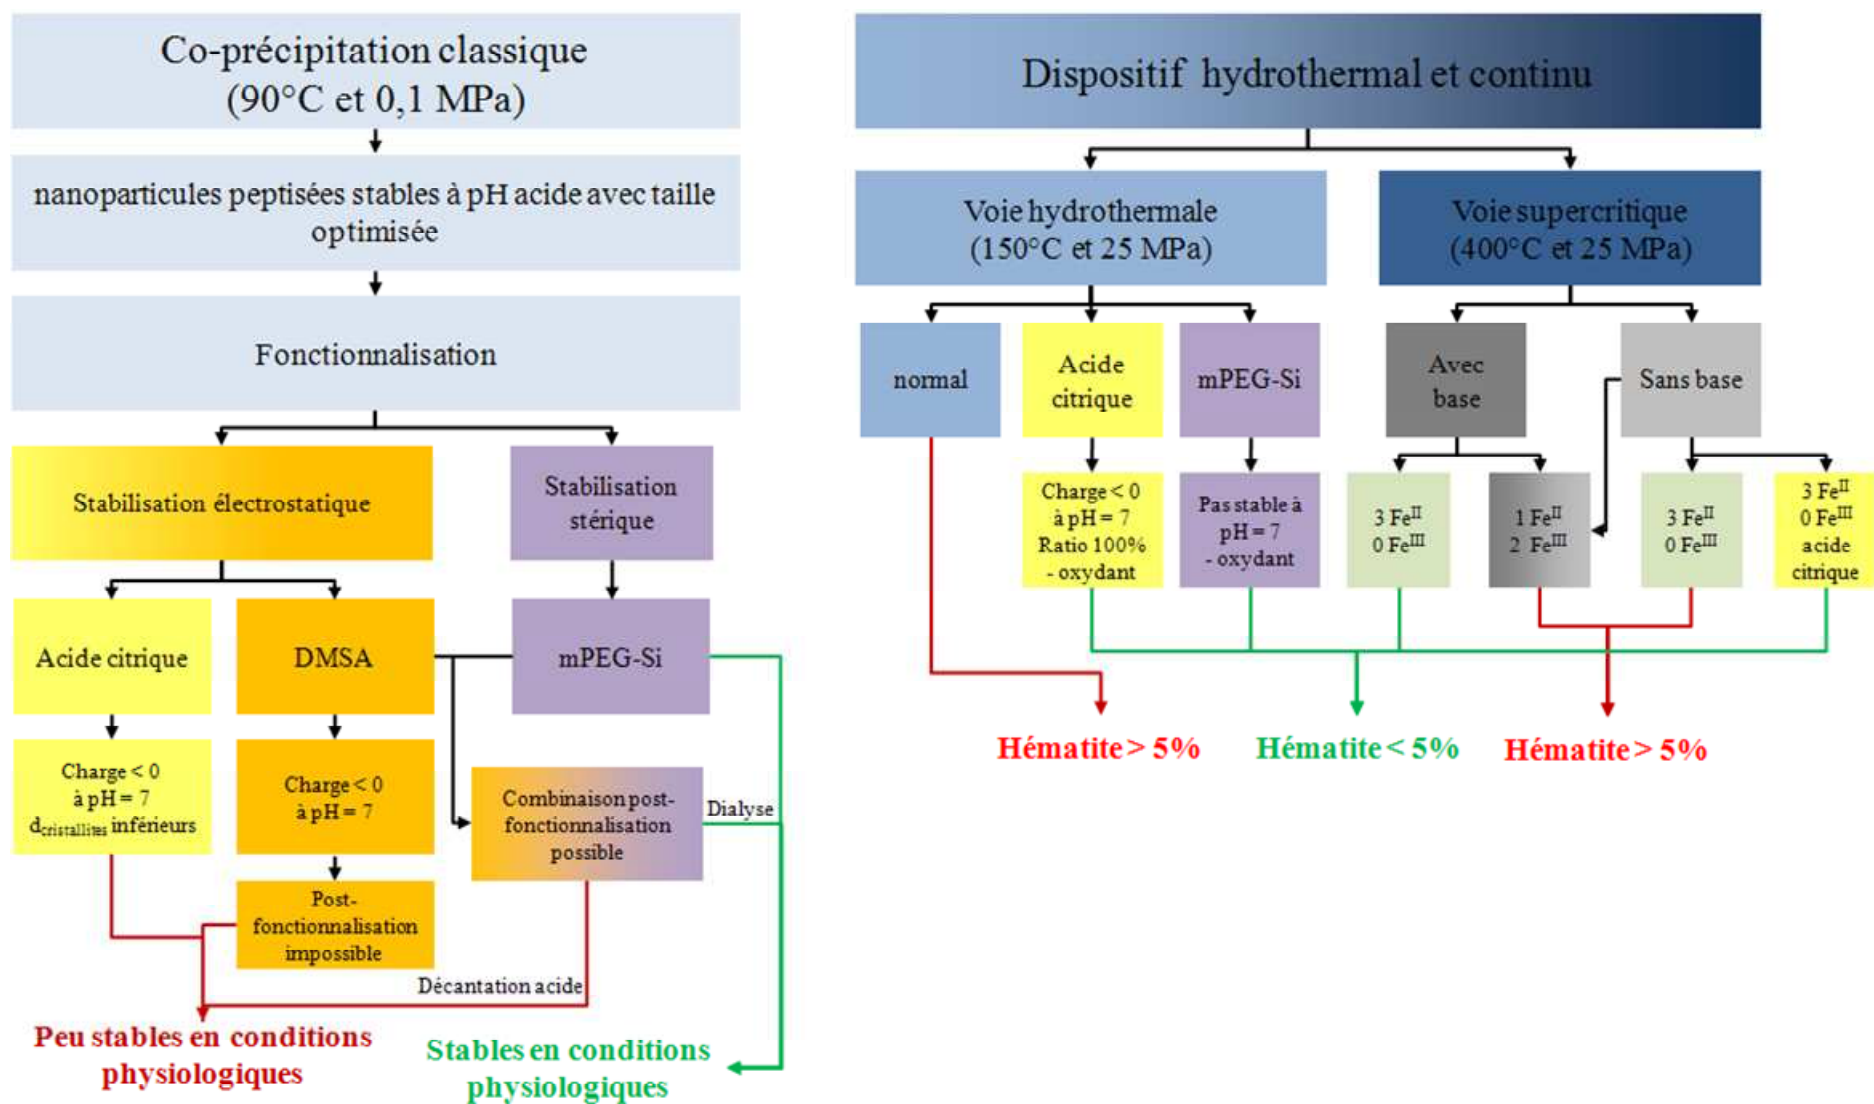 Co-précipitation classique
(90°C et 0,1 MPa)
nanoparticules peptisées stables à pH acide avec taille
optimisée
Fonctionnalisation
Stabilisation électrostatique
Stabilisation
stérique
Acide citrique
DMSA
mPEG-Si
Charge < 0
à pH = 7
dcristallites inférieurs
Charge < 0
à pH = 7
Combinaison post-
fonctionnalisation
possible
Dialyse
Post-
fonctionnalisation
impossible
Décantation acide
Peu stables en conditions
physiologiques
Stables en conditions
physiologiques
Dispositif hydrothermal et continu
Voie hydrothermale
(150°C et 25 MPa)
Voie supercritique
(400°C et 25 MPa)
normal
Acide
citrique
mPEG-Si
Avec
base
Sans base
Charge < 0
à pH = 7
Ratio 100%
- oxydant
Pas stable à
pH = 7
- oxydant
3 FeII
0 FeIII
1 FeII
2 FeIII
3 FeII
0 FeIII
3 FeII
0 FeIII
acide
citrique
Hématite > 5%
Hématite < 5%
Hématite > 5%